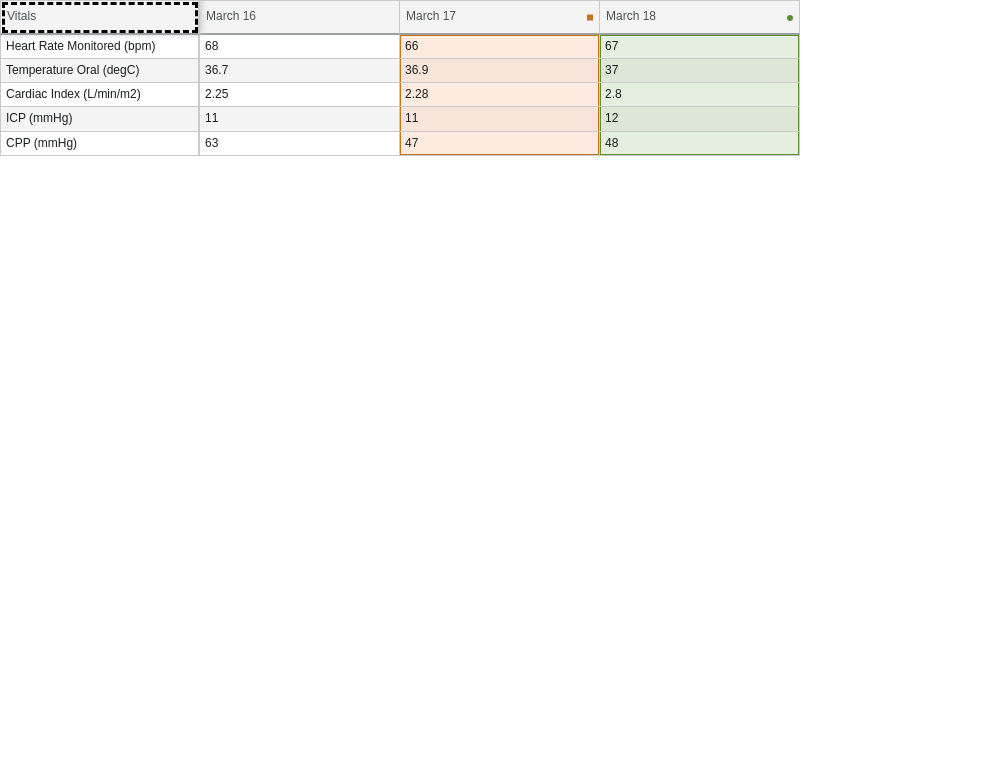 Vitals March 16 March 17 March 18
Heart Rate Monitored (bpm) 68 66 67
Temperature Oral (degC) 36.7 36.9 37
Cardiac Index (L/min/m2) 2.25 2.28 2.8
ICP (mmHg) 11 11 12
CPP (mmHg) 63 47 48